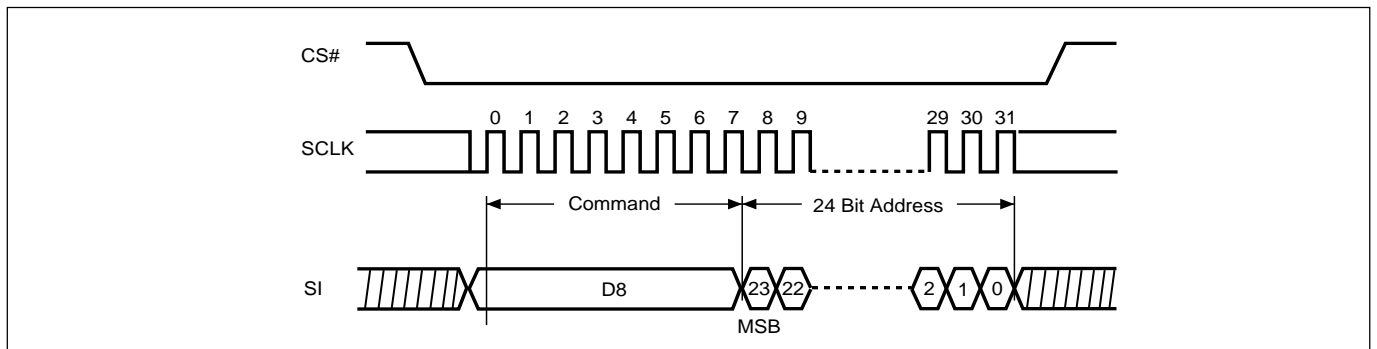 CS#
0 1 2 3 4 5 6 7 8 9 29 30 31
SCLK
Command 24 Bit Address
SI D8 23 22 2 1 0
MSB